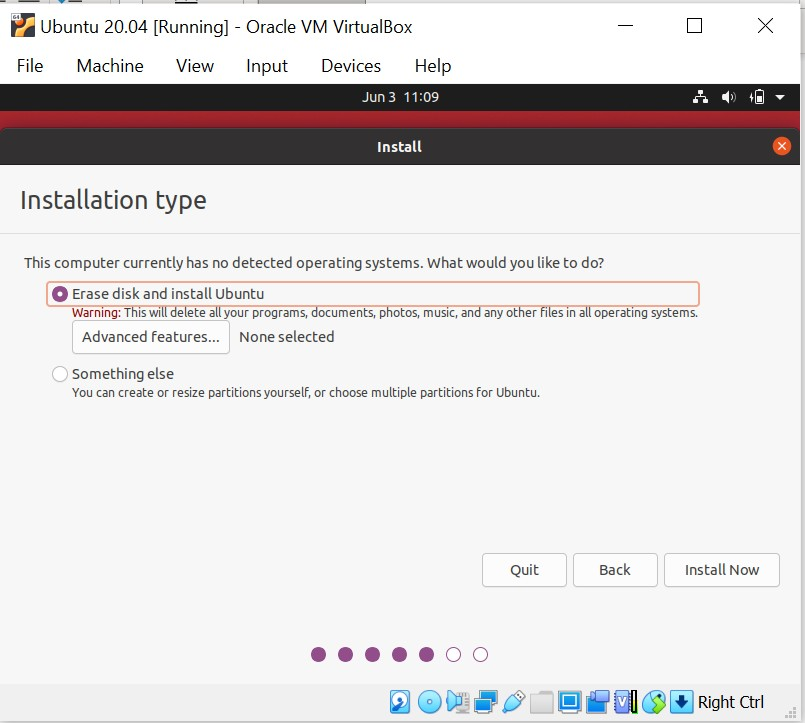 Ubuntu 20.04 [Running] - Oracle VM VirtualBox
File Machine View Input Devices Help
Jun 3 11:09
Install
Installation type
This computer currently has no detected operating systems. What would you like to do?
Erase disk and install Ubuntu
Warning: This will delete all your programs, documents, photos, music, and any other files in all operating systems.
Advanced features... None selected
Something else
You can create or resize partitions yourself, or choose multiple partitions for Ubuntu.
Quit Back Install Now
Right Ctrl